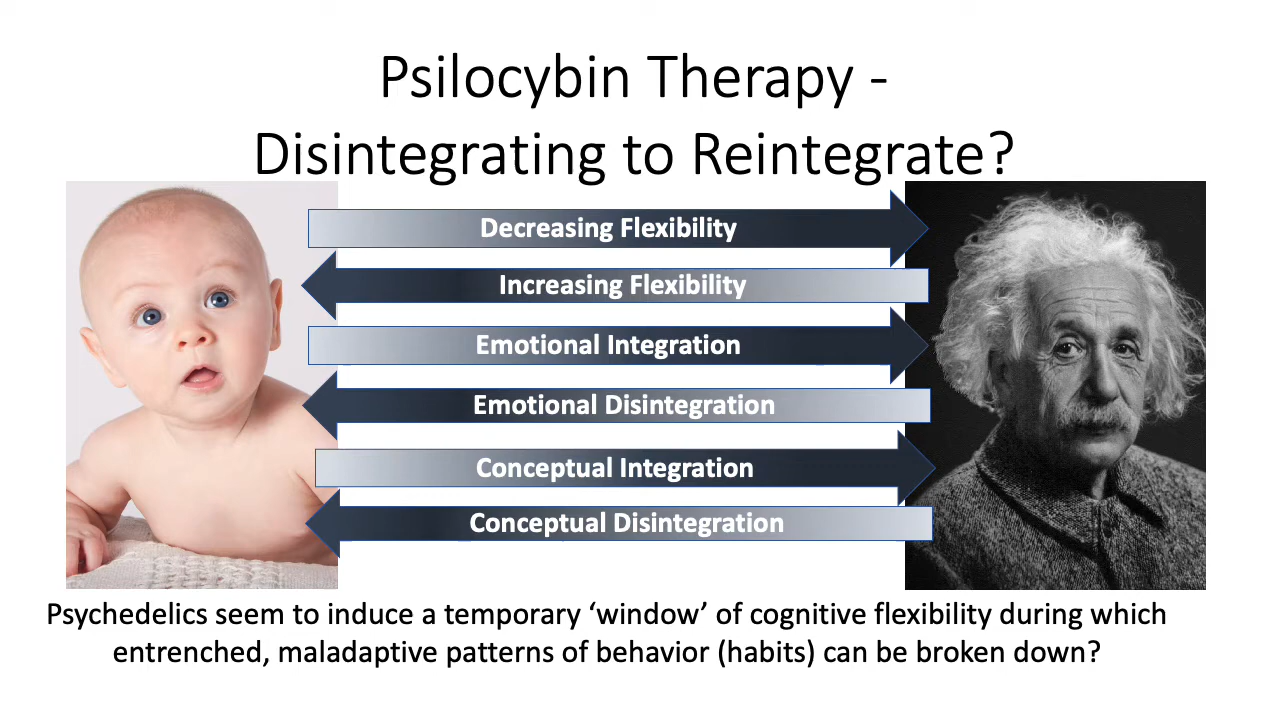 Psilocybin Therapy -
Disintegrating to Reintegrate?
Decreasing Flexibility
Increasing Flexibility
Emotional Integration
Emotional Disintegration
Conceptual Integration
Conceptual Disintegration
Psychedelics seem to induce a temporary ‘window’ of cognitive flexibility during which
entrenched, maladaptive patterns of behavior (habits) can be broken down?